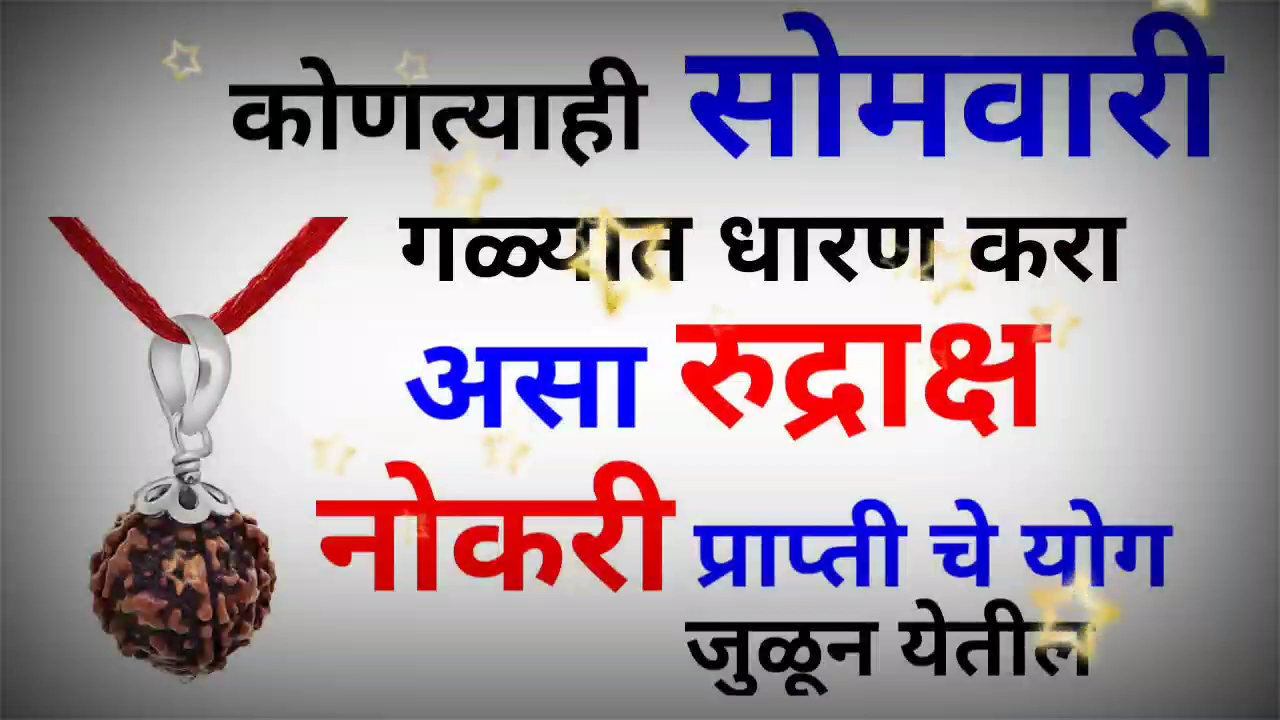 कोणत्याही सोमवारी
गळ्यात धारण करा
असा रुद्राक्ष
नोकरी प्राप्ती चे योग
जुळून येतील